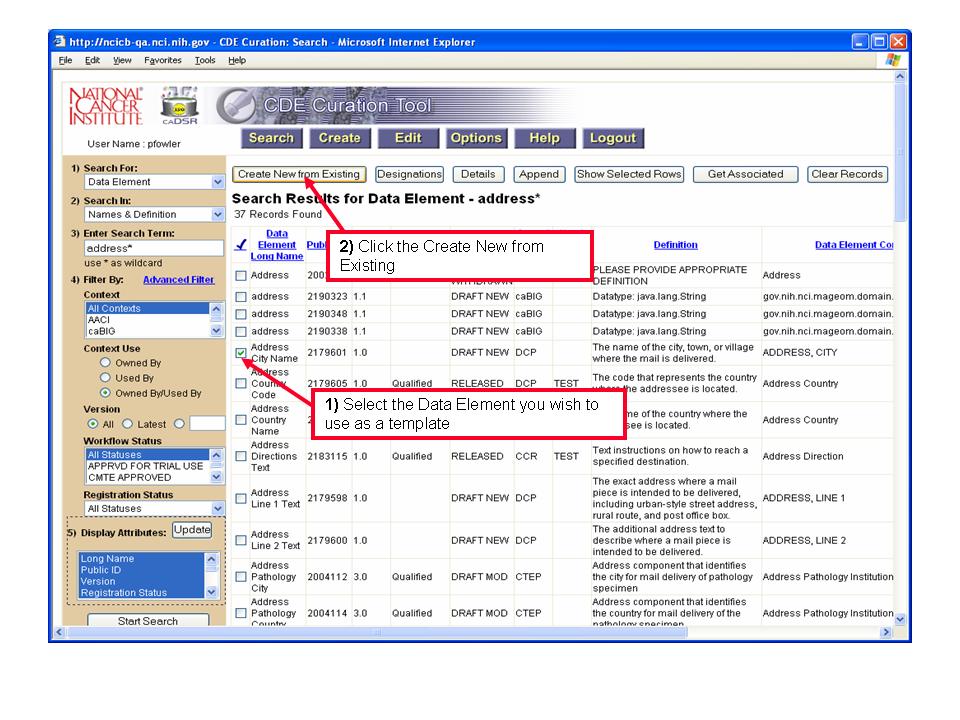 http://ncicb-qa.nci.nih.gov - CDE Curation: Search - Microsoft Internet Explorer
File Edit View Favorites Tools Help
NATIONAL CANCER INSTITUTE
caDSR
CDE Curation Tool
User Name : pfowler
Search Create Edit Options Help Logout
1) Search For:
Data Element
2) Search In:
Names & Definition
3) Enter Search Term:
address*
use * as wildcard
4) Filter By: Advanced Filter
Context
All Contexts
AACI
caBIG
Context Use
Owned By
Used By
Owned By/Used By
Version
All Latest
Workflow Status
All Statuses
APPRVD FOR TRIAL USE
CMTE APPROVED
Registration Status
All Statuses
5) Display Attributes: Update
Long Name
Public ID
Version
Registration Status
Start Search
Create New from Existing Designations Details Append Show Selected Rows Get Associated Clear Records
Search Results for Data Element - address*
37 Records Found
Data Element Long Name Definition Data Element Con
2) Click the Create New from
Existing
Address PLEASE PROVIDE APPROPRIATE DEFINITION Address
address 2190323 1.1 DRAFT NEW caBIG Datatype: java.lang.String gov.nih.nci.mageom.domain.
address 2190348 1.1 DRAFT NEW caBIG Datatype: java.lang.String gov.nih.nci.mageom.domain.
address 2190338 1.1 DRAFT NEW caBIG Datatype: java.lang.String gov.nih.nci.mageom.domain.
Address City Name 2179601 1.0 DRAFT NEW DCP The name of the city, town, or village where the mail is delivered. ADDRESS, CITY
Address Country Code 2179605 1.0 Qualified RELEASED DCP TEST The code that represents the country where the addressee is located. Address Country
1) Select the Data Element you wish to
use as a template
Address Country Name me of the country where the see is located. Address Country
Address Directions Text 2183115 1.0 Qualified RELEASED CCR TEST Text instructions on how to reach a specified destination. Address Direction
Address Line 1 Text 2179598 1.0 DRAFT NEW DCP The exact address where a mail piece is intended to be delivered, including urban-style street address, rural route, and post office box. ADDRESS, LINE 1
Address Line 2 Text 2179600 1.0 DRAFT NEW DCP The additional address text to describe where a mail piece is intended to be delivered. ADDRESS, LINE 2
Address Pathology City 2004112 3.0 Qualified DRAFT MOD CTEP Address component that identifies the city for mail delivery of pathology specimen Address Pathology Institution
Address Pathology Country 2004114 3.0 Qualified DRAFT MOD CTEP Address component that identifies the country for mail delivery of the pathology specimen Address Pathology Institution